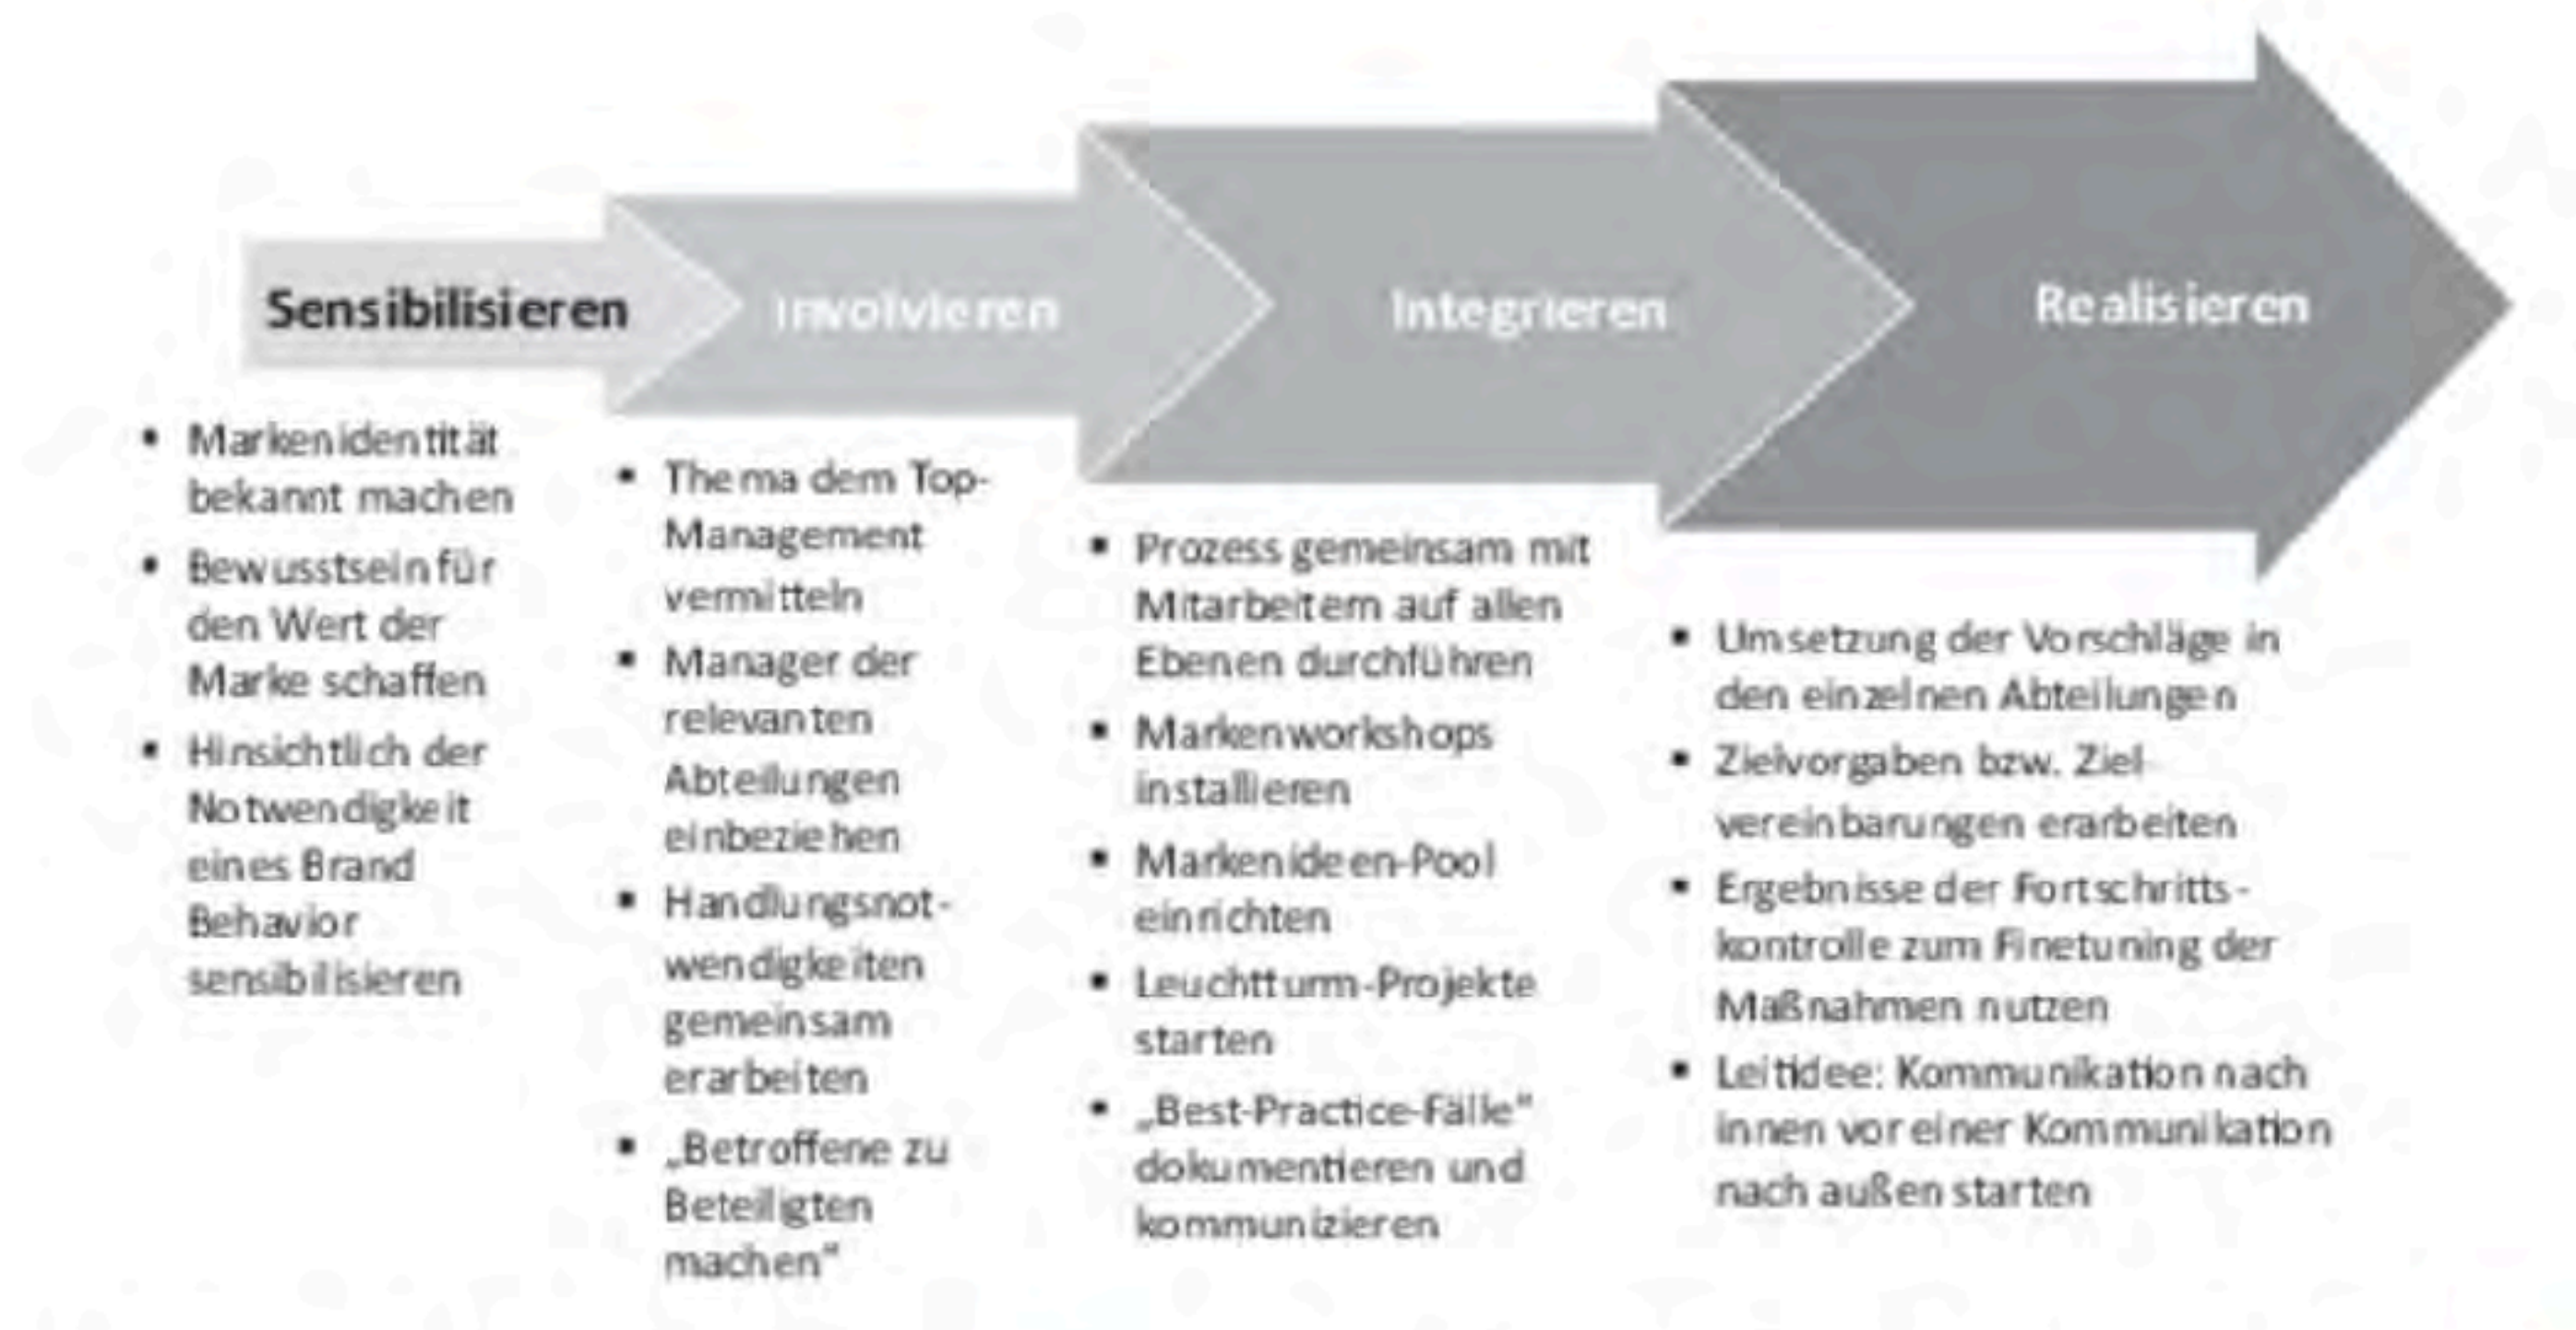 Sensibilisieren
Involvieren
Integrieren
Realisieren
▪ Markenidentität
bekannt machen
▪ Bewusstsein für
den Wert der
Marke schaffen
▪ Hinsichtlich der
Notwendigkeit
eines Brand
Behavior
sensibilisieren
▪ Thema dem Top-
Management
vermitteln
▪ Manager der
relevanten
Abteilungen
einbeziehen
▪ Handlungsnot-
wendigkeiten
gemeinsam
erarbeiten
▪ „Betroffene zu
Beteiligten
machen“
▪ Prozess gemeinsam mit
Mitarbeitern auf allen
Ebenen durchführen
▪ Markenworkshops
installieren
▪ Markenideen-Pool
einrichten
▪ Leuchtturm-Projekte
starten
▪ „Best-Practice-Fälle“
dokumentieren und
kommunizieren
▪ Umsetzung der Vorschläge in
den einzelnen Abteilungen
▪ Zielvorgaben bzw. Ziel-
vereinbarungen erarbeiten
▪ Ergebnisse der Fortschritts-
kontrolle zum Finetuning der
Maßnahmen nutzen
▪ Leitidee: Kommunikation nach
innen vor einer Kommunikation
nach außen starten